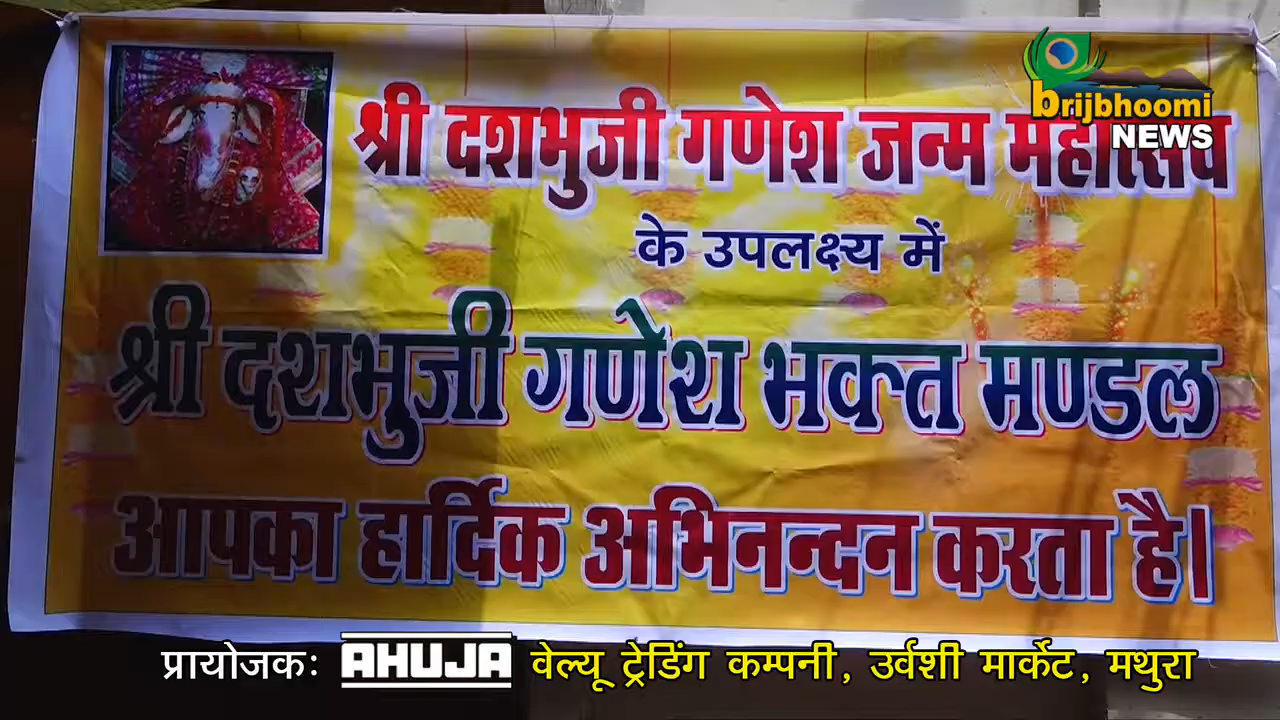 श्री दशभुजी गणेश जन्म महोत्सव
brijbhoomi
NEWS
के उपलक्ष्य में
श्री दशभुजी गणेश भक्त मण्डल
आपका हार्दिक अभिनन्दन करता है।
प्रायोजक: AHUJA वेल्यू ट्रेडिंग कम्पनी, उर्वशी मार्केट, मथुरा